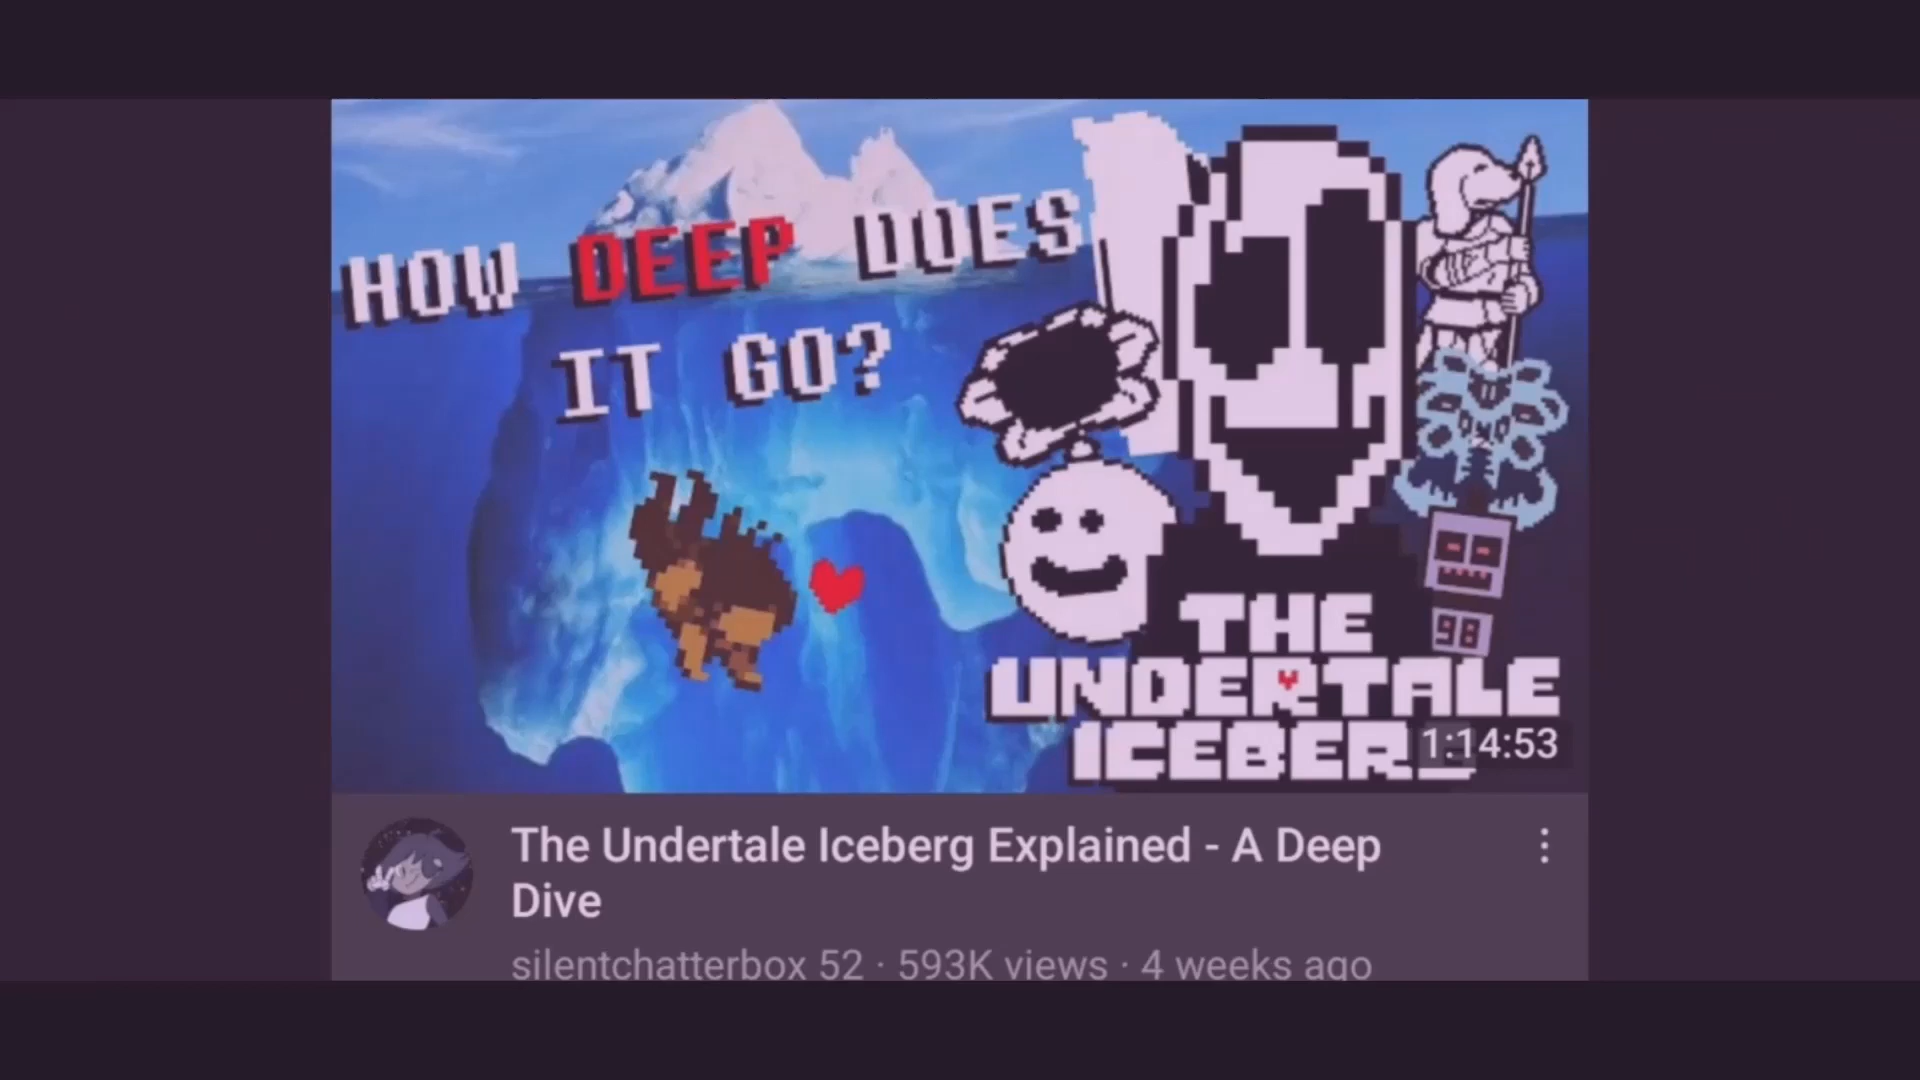 HOW DEEP DOES
IT GO?
98
THE
UNDERTALE
ICEBERG
1:14:53
The Undertale Iceberg Explained - A Deep
Dive
silentchatterbox 52 · 593K views · 4 weeks ago